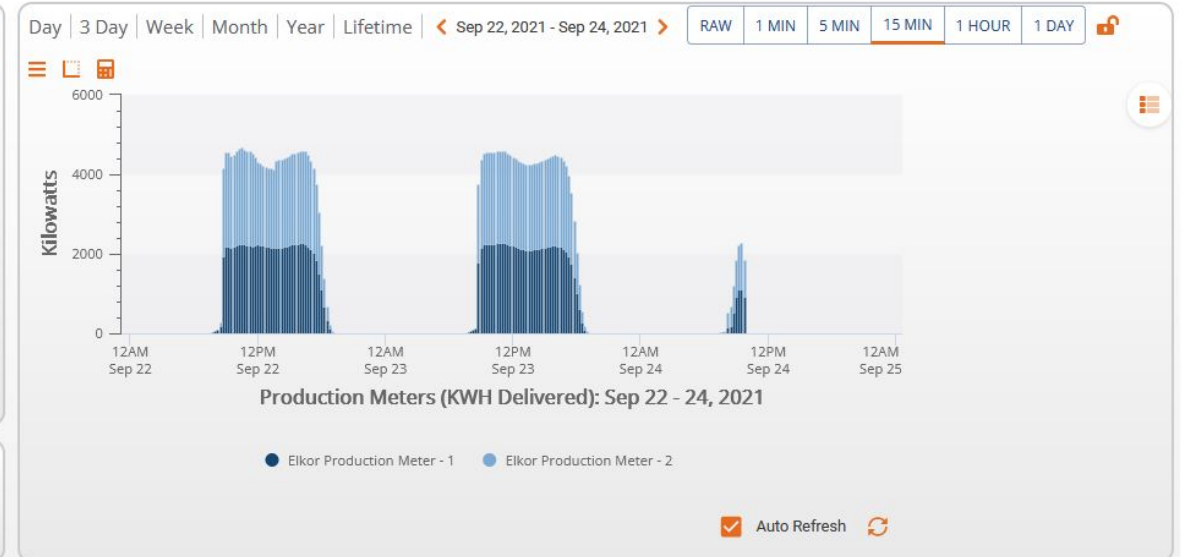 Day | 3 Day | Week | Month | Year | Lifetime | Sep 22, 2021 - Sep 24, 2021 RAW 1 MIN 5 MIN 15 MIN 1 HOUR 1 DAY
6000
4000
2000
0
Kilowatts
12AM 12PM 12AM 12PM 12AM 12PM 12AM
Sep 22 Sep 22 Sep 23 Sep 23 Sep 24 Sep 24 Sep 25
Production Meters (KWH Delivered): Sep 22 - 24, 2021
Elkor Production Meter - 1 Elkor Production Meter - 2
Auto Refresh